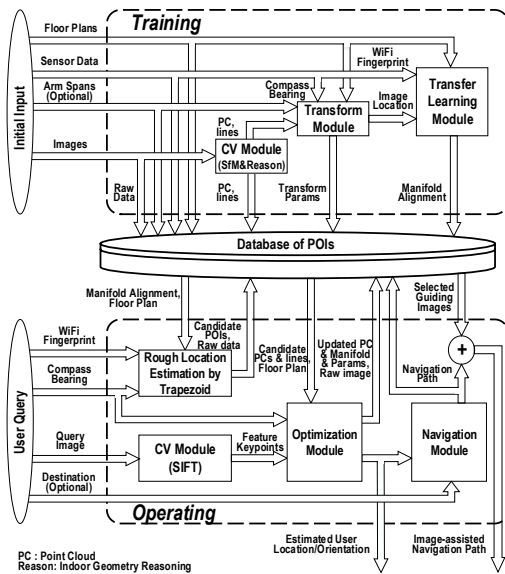 Training
Floor Plans
Sensor Data
Arm Spans
(Optional)
Images
Initial Input
WiFi
Fingerprint
Compass
Bearing
Image
Location
Transfer
Learning
Module
Transform
Module
PC,
lines
CV Module
(SfM&Reason)
Raw
Data
PC,
lines
Transform
Params
Manifold
Alignment
Database of POIs
Manifold Alignment,
Floor Plan
Candidate
POIs,
Raw data
Candidate
PCs & lines,
Floor Plan
Updated PC
& Manifold
& Params,
Raw image
Selected
Guiding
Images
+
Navigation
Path
User Query
WiFi
Fingerprint
Compass
Bearing
Query
Image
Destination
(Optional)
Rough Location
Estimation by
Trapezoid
CV Module
(SIFT)
Feature
Keypoints
Optimization
Module
Navigation
Module
Operating
Estimated User
Location/Orientation
Image-assisted
Navigation Path
PC : Point Cloud
Reason: Indoor Geometry Reasoning